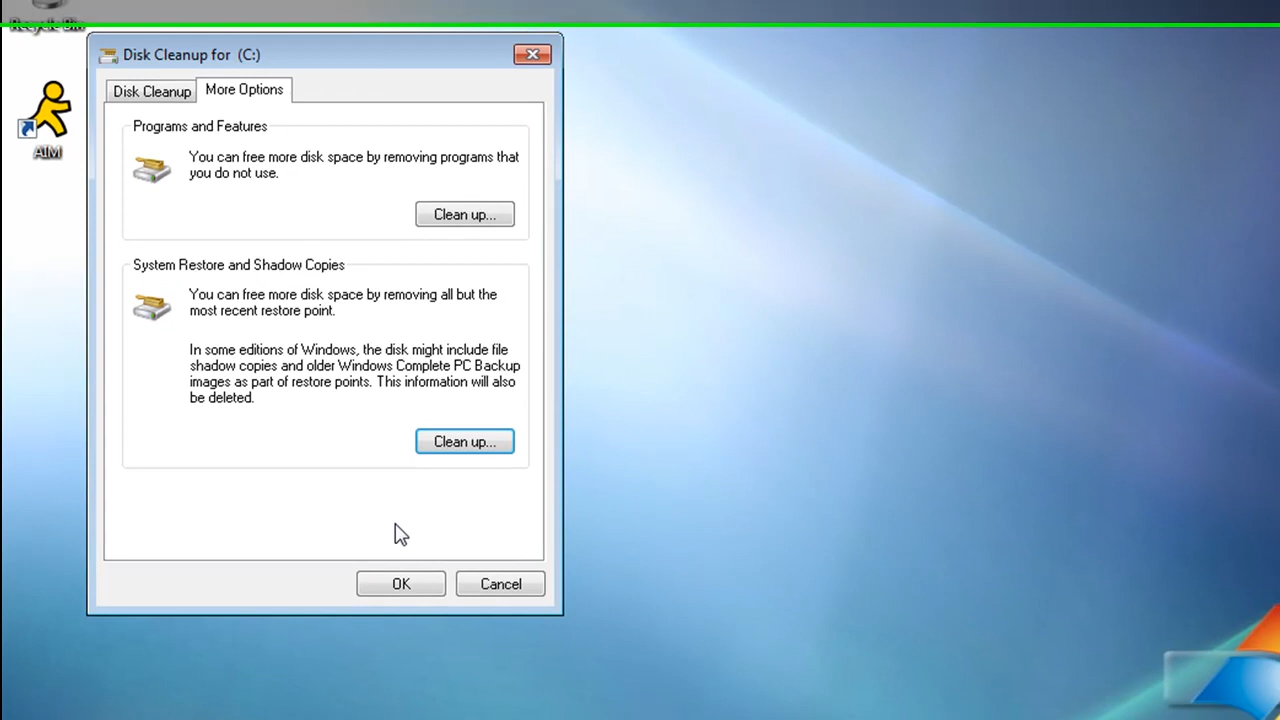 Recycle Bin
Disk Cleanup for (C:)
Disk Cleanup
More Options
AIM
Programs and Features
You can free more disk space by removing programs that
you do not use.
Clean up...
System Restore and Shadow Copies
You can free more disk space by removing all but the
most recent restore point.
In some editions of Windows, the disk might include file
shadow copies and older Windows Complete PC Backup
images as part of restore points. This information will also
be deleted.
Clean up...
OK
Cancel